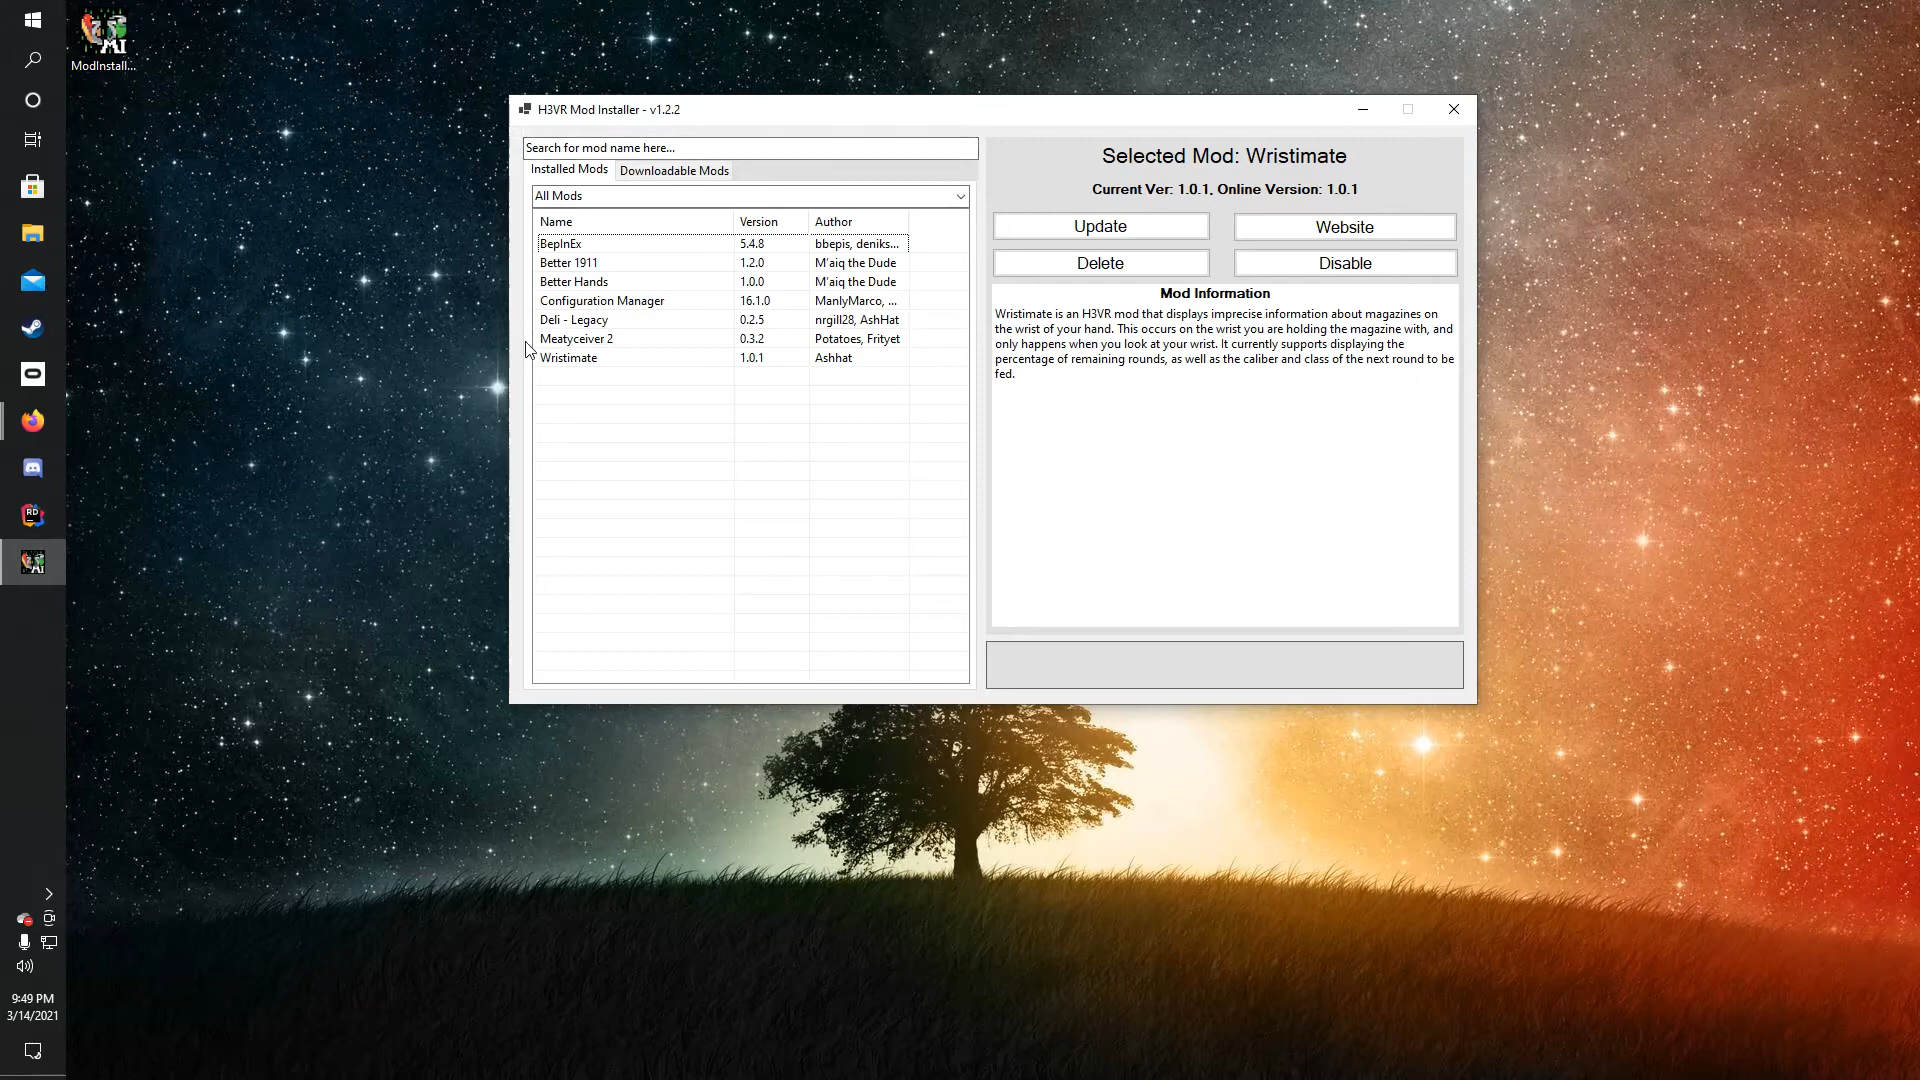 ModInstall...
H3VR Mod Installer - v1.2.2
Search for mod name here...
Installed Mods
Downloadable Mods
All Mods
Name Version Author
BepInEx 5.4.8 bbepis, deniks...
Better 1911 1.2.0 M'aiq the Dude
Better Hands 1.0.0 M'aiq the Dude
Configuration Manager 16.1.0 ManlyMarco, ...
Deli - Legacy 0.2.5 nrgill28, AshHat
Meatyceiver 2 0.3.2 Potatoes, Frityet
Wristimate 1.0.1 Ashhat
Selected Mod: Wristimate
Current Ver: 1.0.1, Online Version: 1.0.1
Update
Website
Delete
Disable
Mod Information
Wristimate is an H3VR mod that displays imprecise information about magazines on
the wrist of your hand. This occurs on the wrist you are holding the magazine with, and
only happens when you look at your wrist. It currently supports displaying the
percentage of remaining rounds, as well as the caliber and class of the next round to be
fed.
RD
MI
MI
9:49 PM
3/14/2021